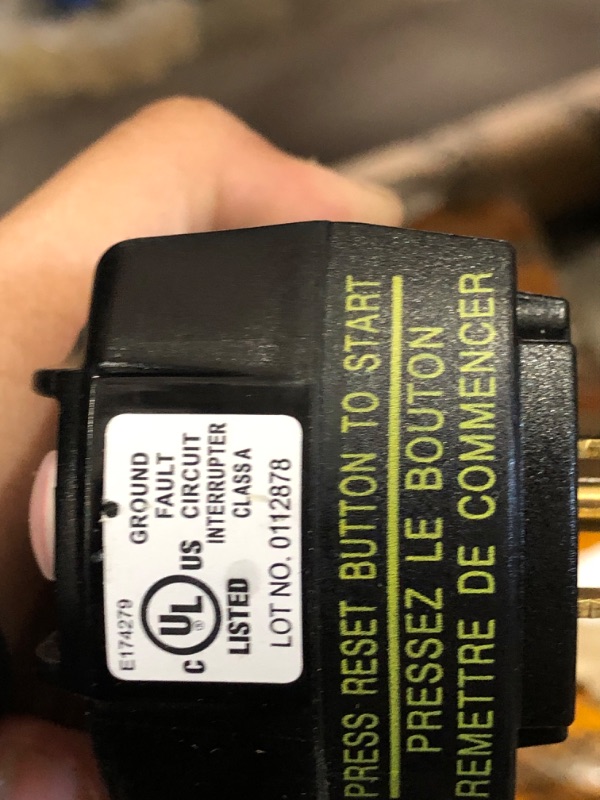 E174279
C UL US
®
LISTED
GROUND
FAULT
CIRCUIT
INTERRUPTER
CLASS A
LOT NO. 0112878
PRESS RESET BUTTON TO START
PRESSEZ LE BOUTON
REMETTRE DE COMMENCER